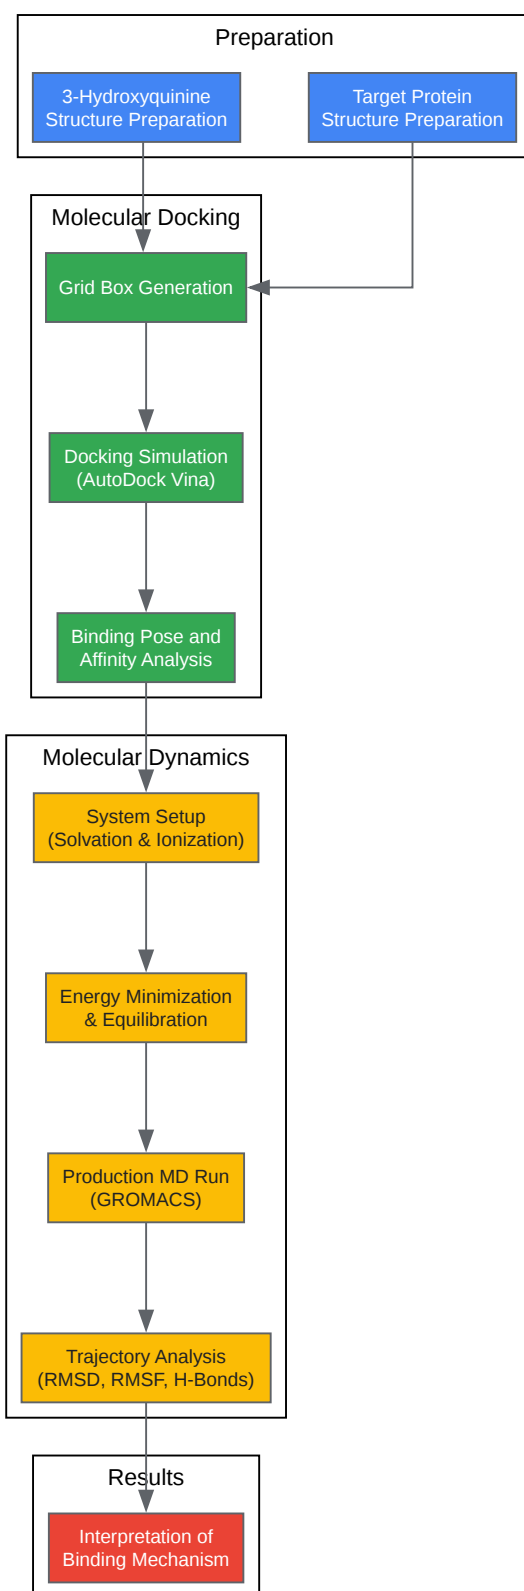 Preparation
3-Hydroxyquinine
Structure Preparation
Target Protein
Structure Preparation
Molecular Docking
Grid Box Generation
Docking Simulation
(AutoDock Vina)
Binding Pose and
Affinity Analysis
Molecular Dynamics
System Setup
(Solvation & Ionization)
Energy Minimization
& Equilibration
Production MD Run
(GROMACS)
Trajectory Analysis
(RMSD, RMSF, H-Bonds)
Results
Interpretation of
Binding Mechanism